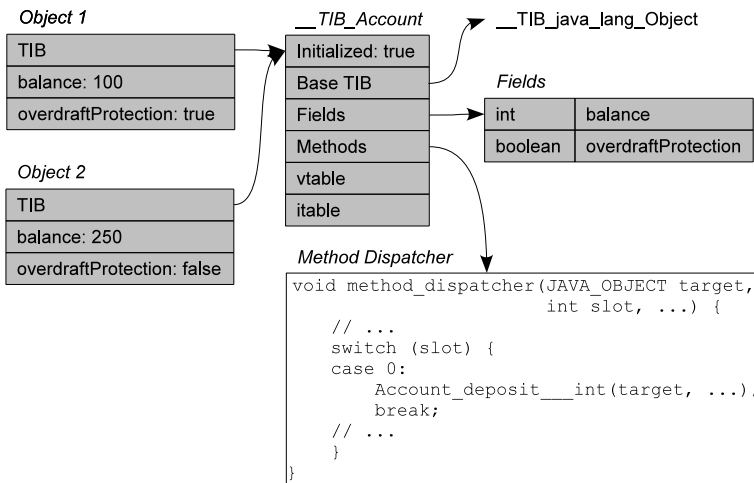 Object 1
TIB
balance: 100
overdraftProtection: true
Object 2
TIB
balance: 250
overdraftProtection: false
__TIB_Account
Initialized: true
Base TIB
Fields
Methods
vtable
itable
__TIB_java_lang_Object
Fields
int balance
boolean overdraftProtection
Method Dispatcher
void method_dispatcher(JAVA_OBJECT target,
int slot, ...) {
// ...
switch (slot) {
case 0:
Account_deposit___int(target, ...),
break;
// ...
}
}